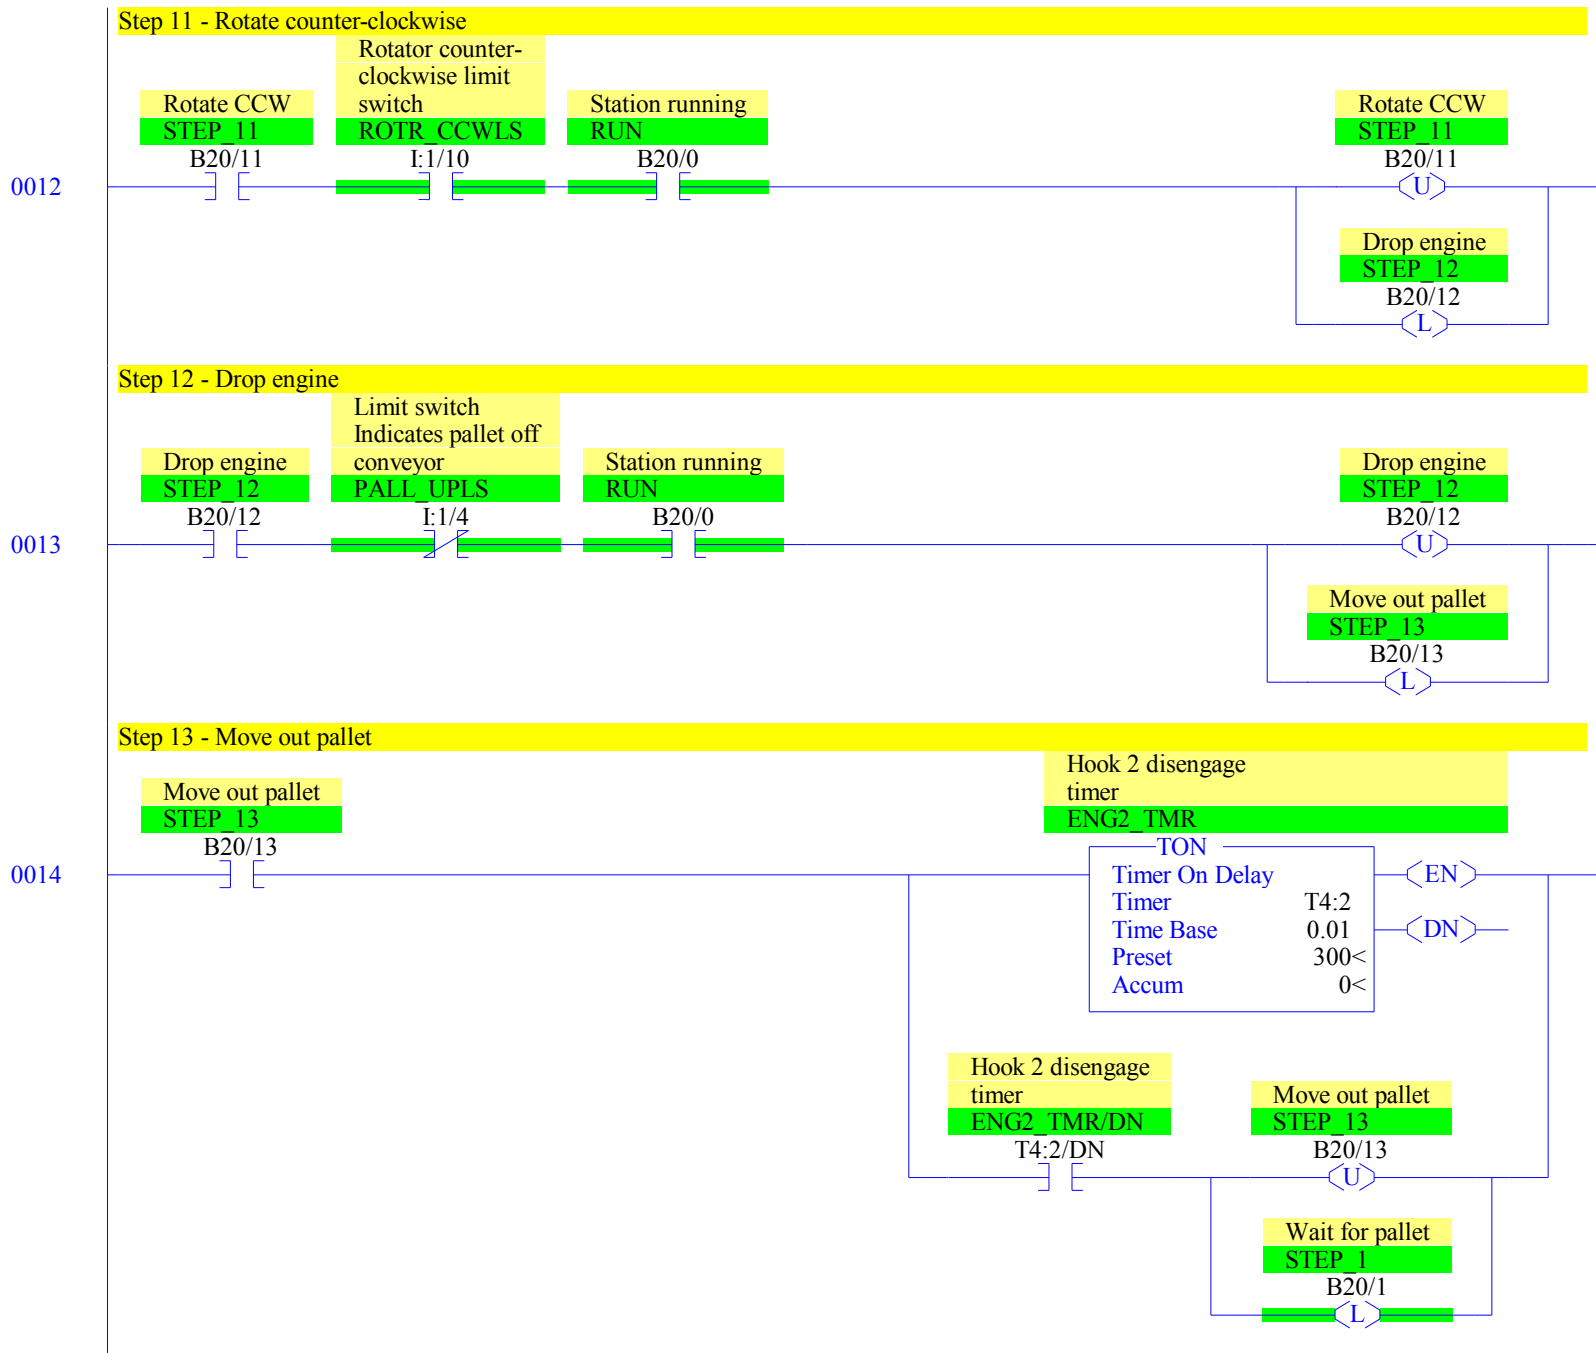 Step 11 - Rotate counter-clockwise
Rotator counter-
clockwise limit
switch
Rotate CCW
Station running
Rotate CCW
STEP_11
ROTR_CCWLS
RUN
STEP_11
B20/11
I:1/10
B20/0
B20/11
0012
U
Drop engine
STEP_12
B20/12
L
Step 12 - Drop engine
Limit switch
Indicates pallet off
conveyor
Drop engine
Station running
Drop engine
STEP_12
PALL_UPLS
RUN
STEP_12
B20/12
I:1/4
B20/0
B20/12
0013
U
Move out pallet
STEP_13
B20/13
L
Step 13 - Move out pallet
Hook 2 disengage
timer
ENG2_TMR
Move out pallet
STEP_13
B20/13
0014
TON
Timer On Delay
EN
Timer T4:2
Time Base 0.01
DN
Preset 300<
Accum 0<
Hook 2 disengage
timer
ENG2_TMR/DN
T4:2/DN
Move out pallet
STEP_13
B20/13
U
Wait for pallet
STEP_1
B20/1
L